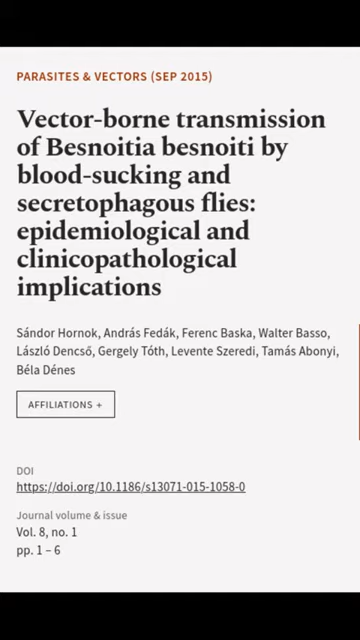 PARASITES & VECTORS (SEP 2015)
Vector-borne transmission
of Besnoitia besnoiti by
blood-sucking and
secretophagous flies:
epidemiological and
clinicopathological
implications
Sándor Hornok, András Fedák, Ferenc Baska, Walter Basso,
László Dencső, Gergely Tóth, Levente Szeredi, Tamás Abonyi,
Béla Dénes
AFFILIATIONS +
DOI
https://doi.org/10.1186/s13071-015-1058-0
Journal volume & issue
Vol. 8, no. 1
pp. 1 – 6